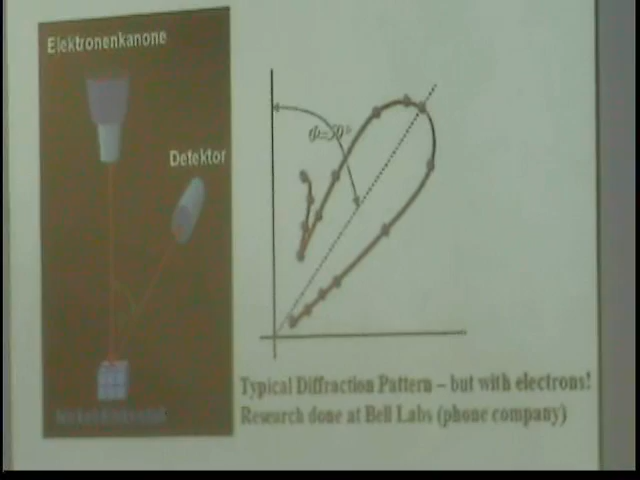 Elektronenkanone
Detektor
Φ=50°
Typical Diffraction Pattern – but with electrons!
Research done at Bell Labs (phone company)